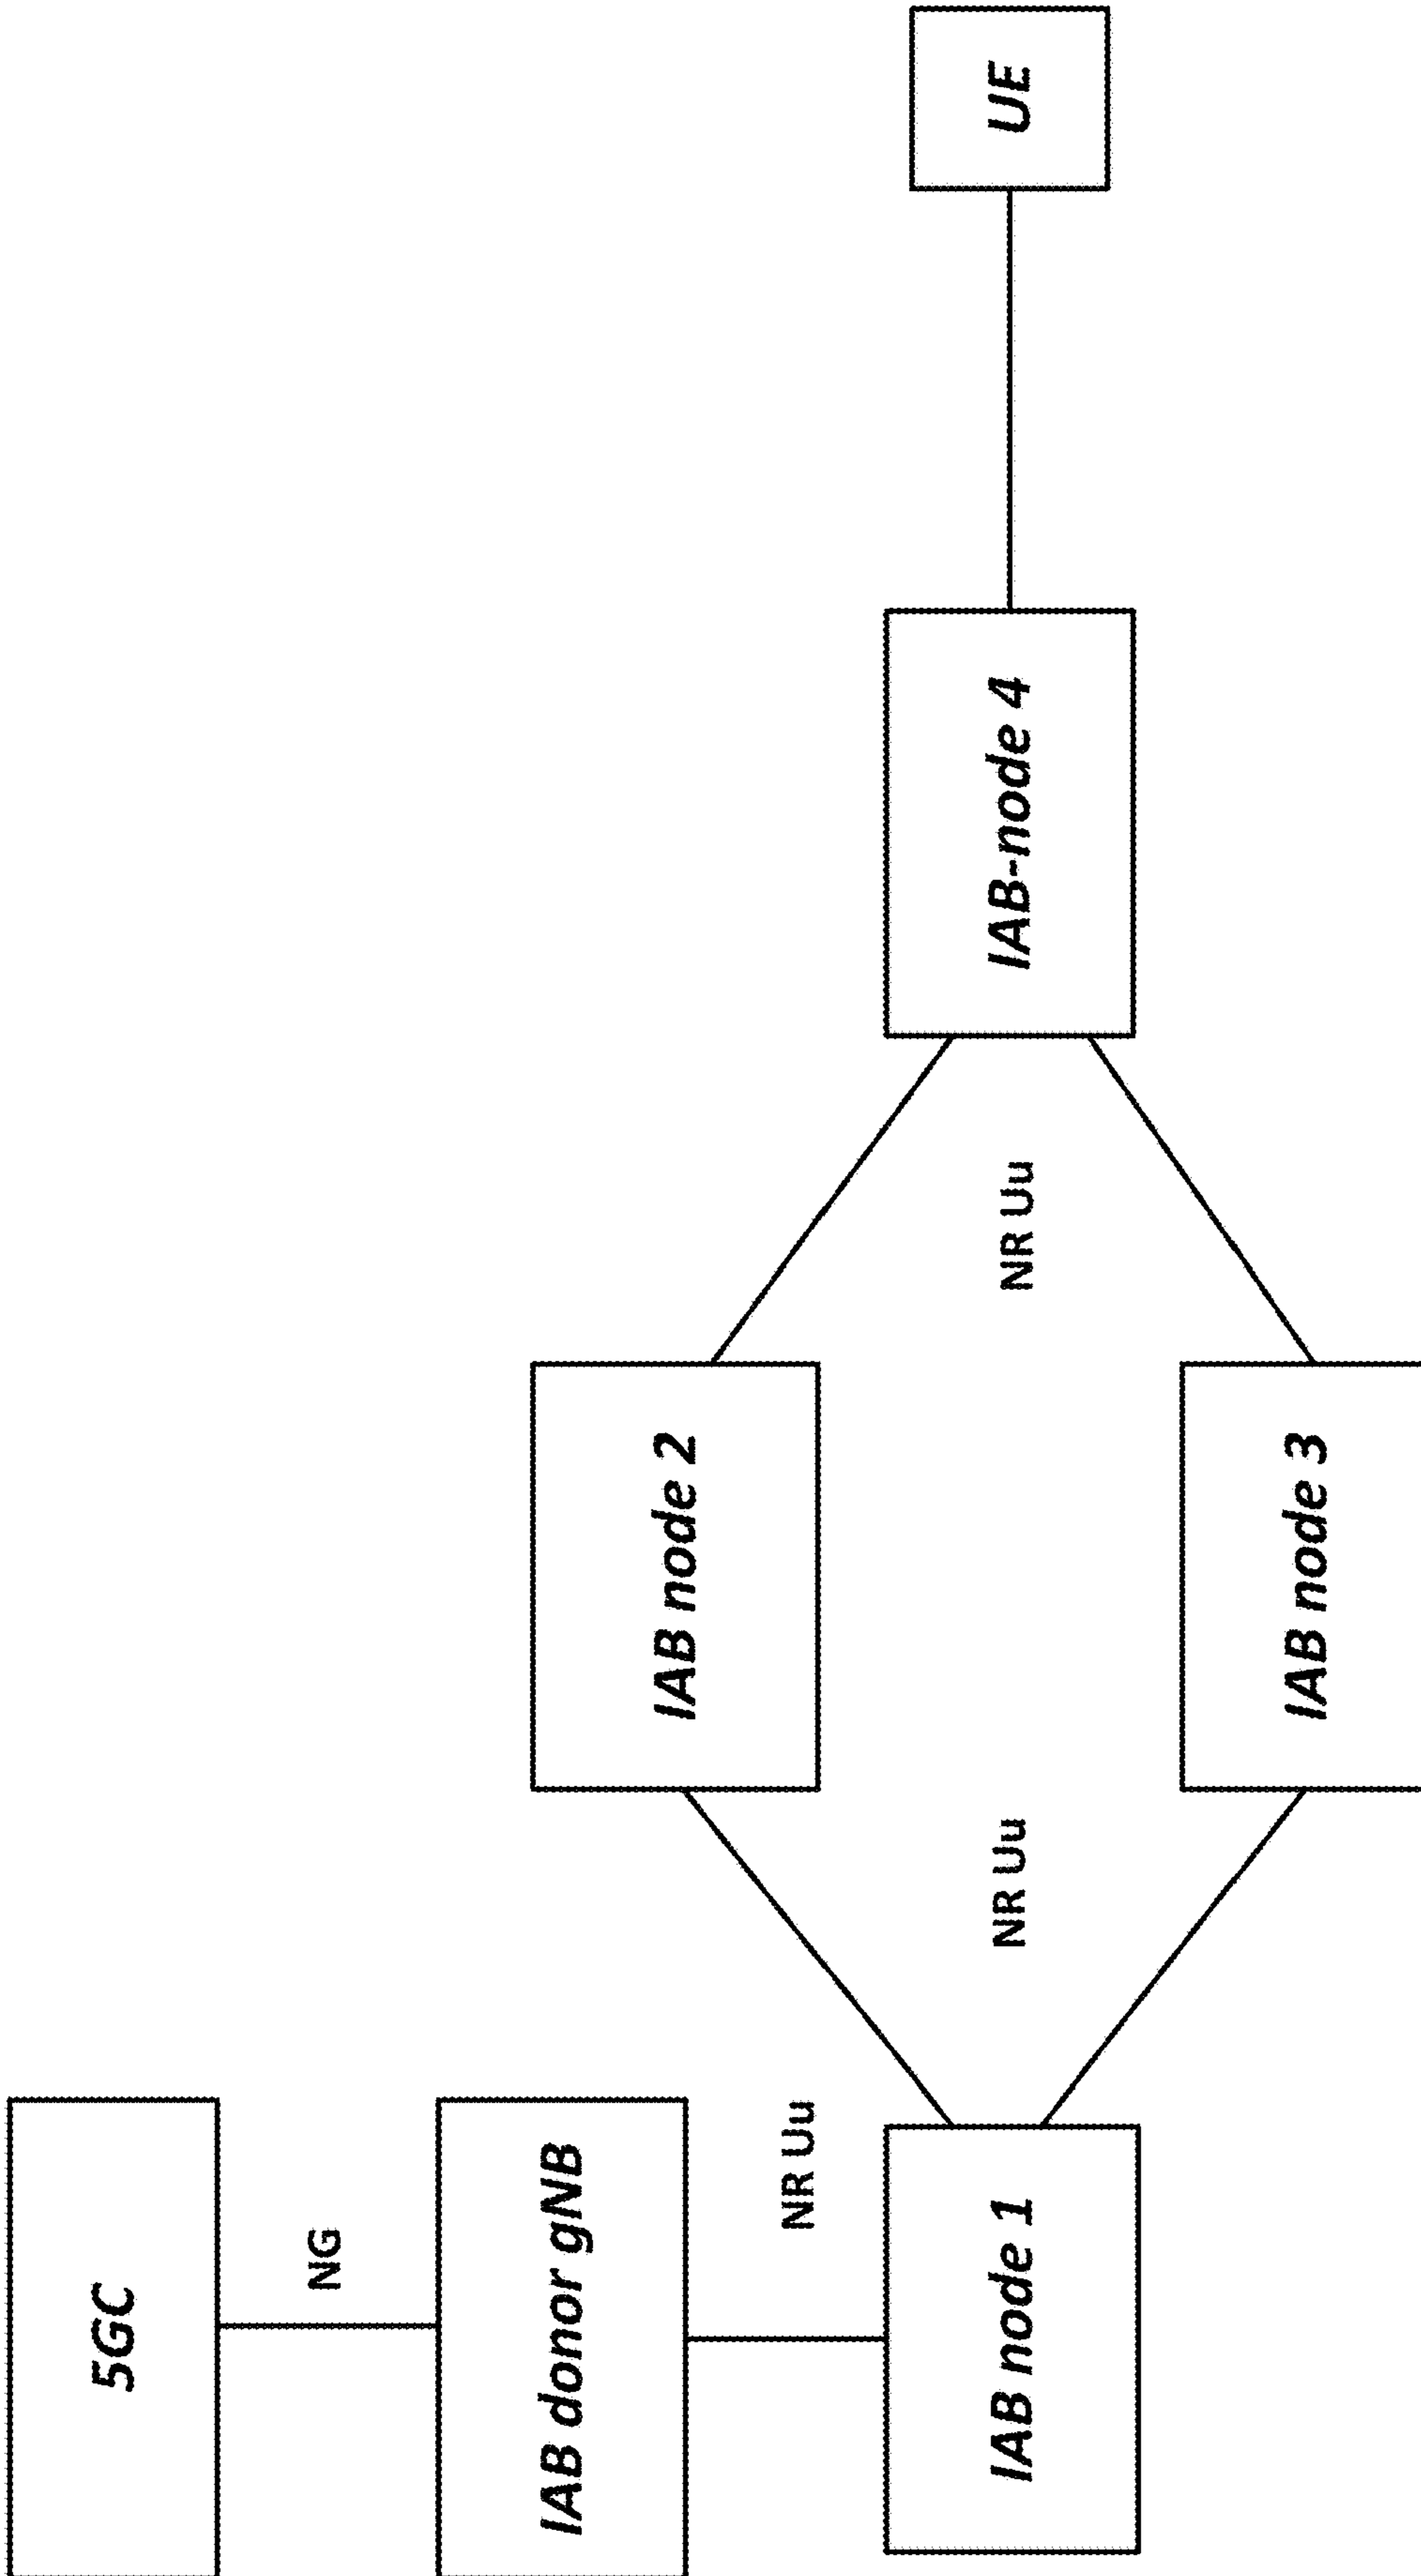 5GC
NG
IAB donor gNB
NR Uu
IAB node 1
NR Uu
IAB node 2
IAB node 3
NR Uu
IAB-node 4
UE